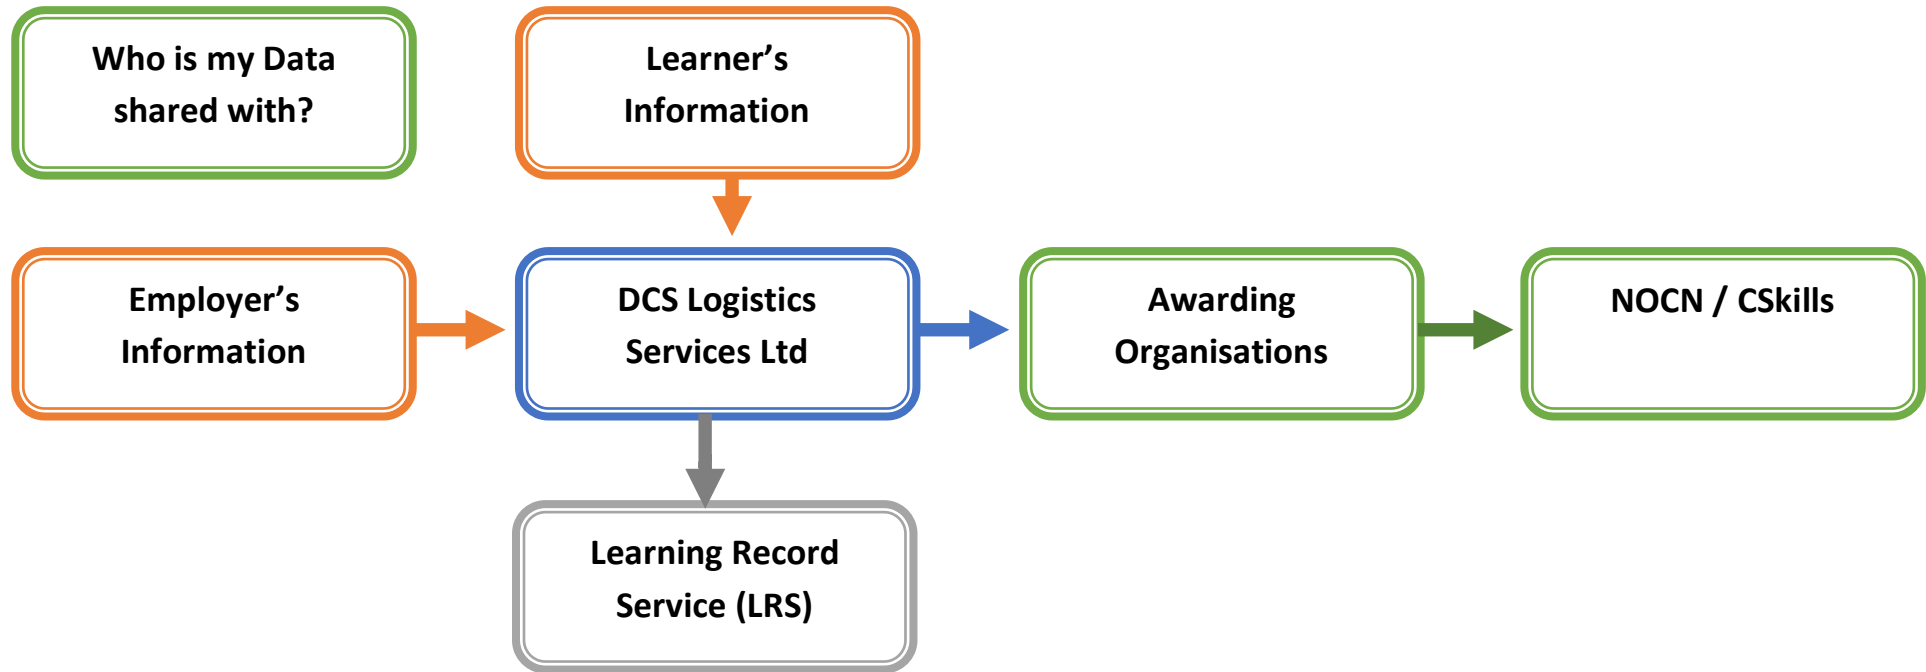 Who is my Data
shared with?
Learner’s
Information
Employer’s
Information
DCS Logistics
Services Ltd
Awarding
Organisations
NOCN / CSkills
Learning Record
Service (LRS)